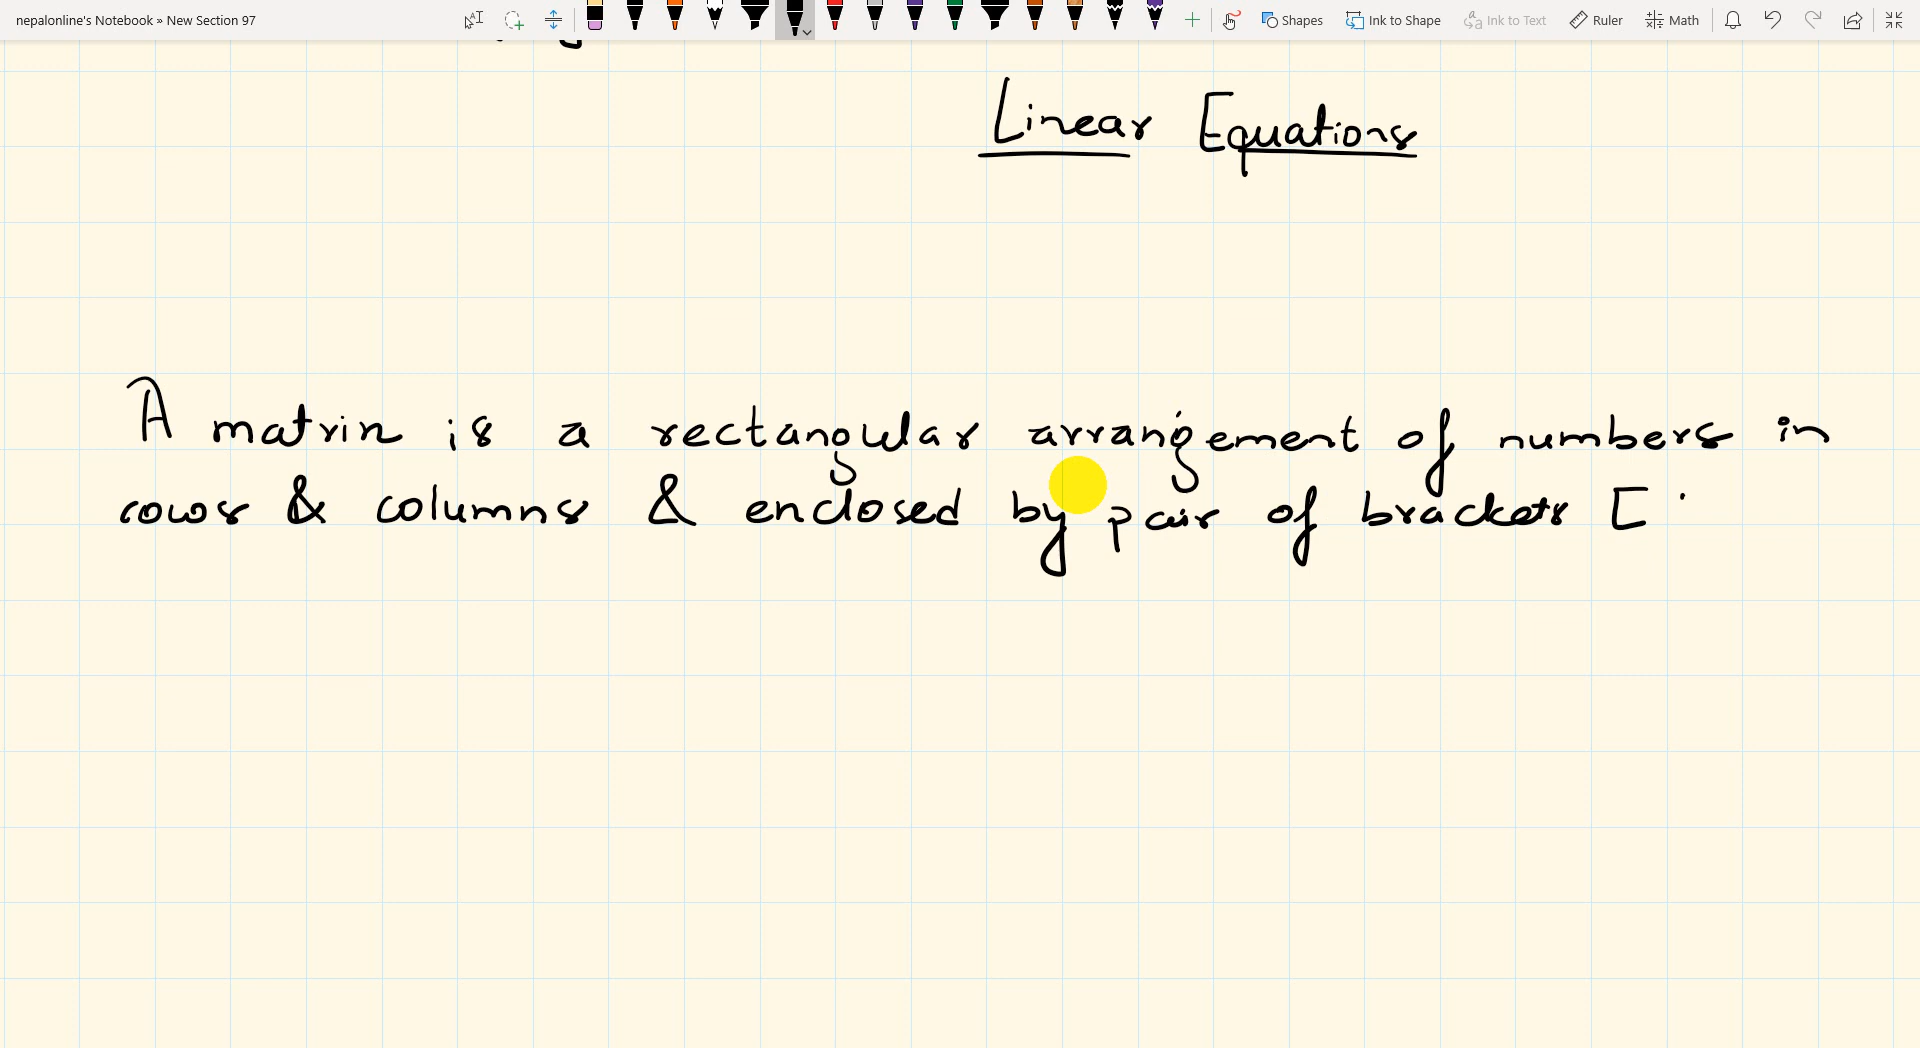 nepalonline's Notebook » New Section 97
Shapes Ink to Shape Ink to Text Ruler Math
Linear Equations
A matrix is a rectangular arrangement of numbers in
rows & columns & enclosed by pair of brackets [ ·